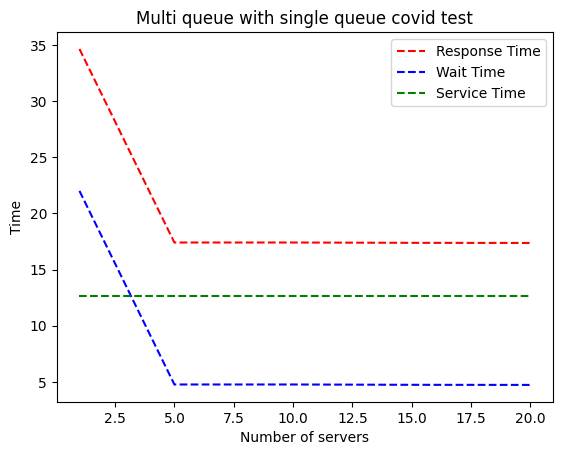 Multi queue with single queue covid test
Response Time
Wait Time
Service Time
Time
35
30
25
20
15
10
5
2.5 5.0 7.5 10.0 12.5 15.0 17.5 20.0
Number of servers